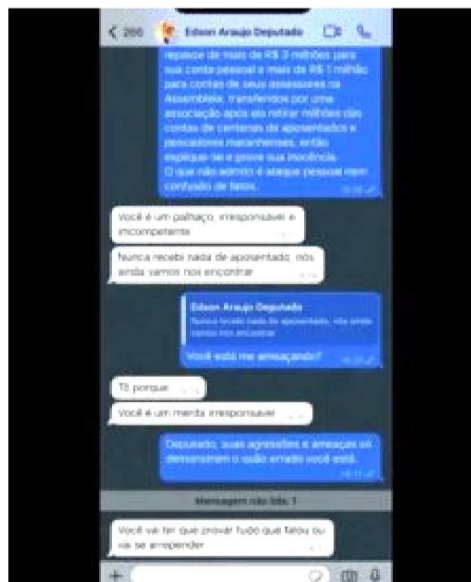 266 Edson Araujo Deputado
repasse de mais de R$ 3 milhões para
sua conta pessoal e mais de R$ 1 milhão
para contas de seus assessores na
Assembleia, transferidos por uma
associação após ela retirar milhões das
contas de centenas de aposentados e
pescadores maranhenses, então
explique-se e prove sua inocência.
O que não admito é ataque pessoal nem
confusão de fatos.
Você é um palhaço, irresponsável e
imcompetente
Nunca recebi nada de aposentado, nós
ainda vamos nos encontrar
Edson Araujo Deputado
Nunca recebi nada de aposentado, nós ainda
vamos nos encontrar
Você está me ameaçando?
Tô porque
Você é um merda irresponsavel
Deputado, suas agressões e ameaças só
demonstram o quão errado você está.
Mensagem não lida: 1
Você vai ter que provar tudo que falou ou
vai se arrepender